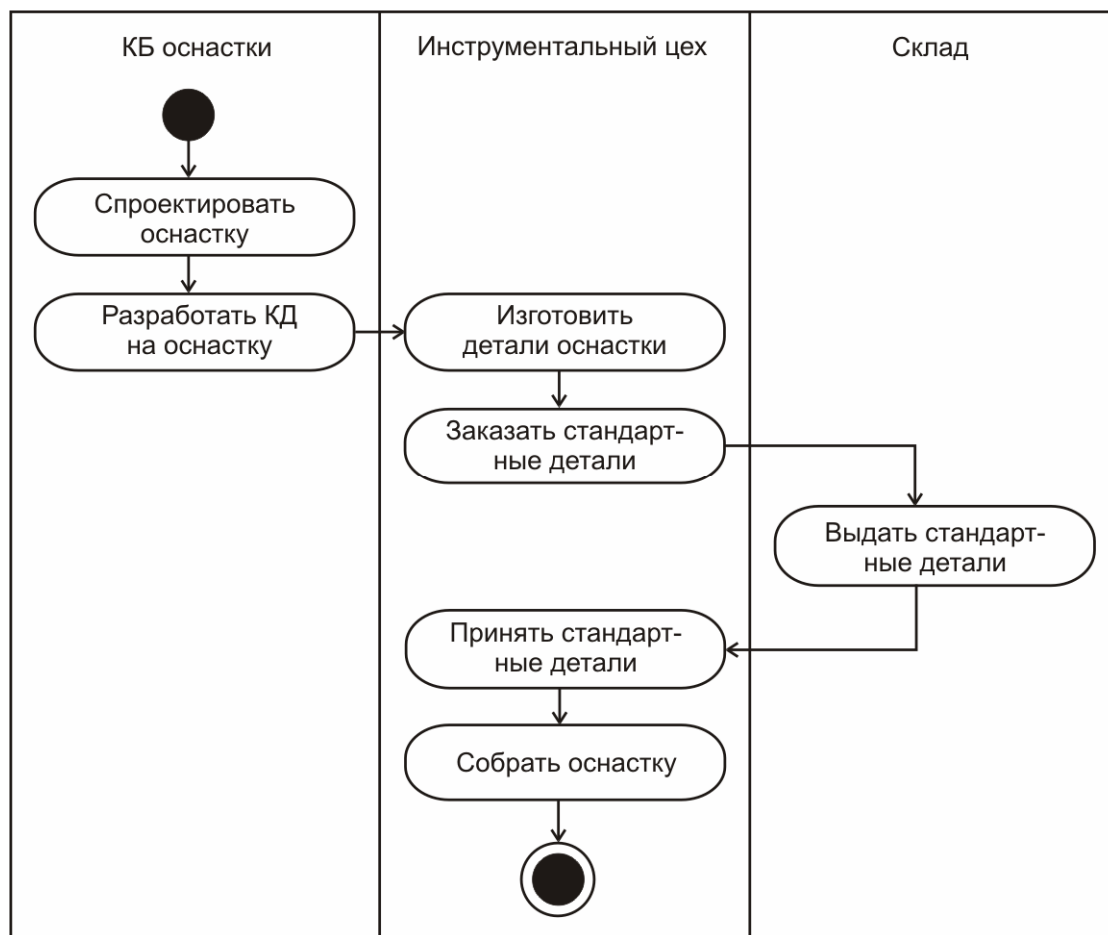 КБ оснастки
Инструментальный цех
Склад
Спроектировать
оснастку
Разработать КД
на оснастку
Изготовить
детали оснастки
Заказать стандарт-
ные детали
Выдать стандарт-
ные детали
Принять стандарт-
ные детали
Собрать оснастку